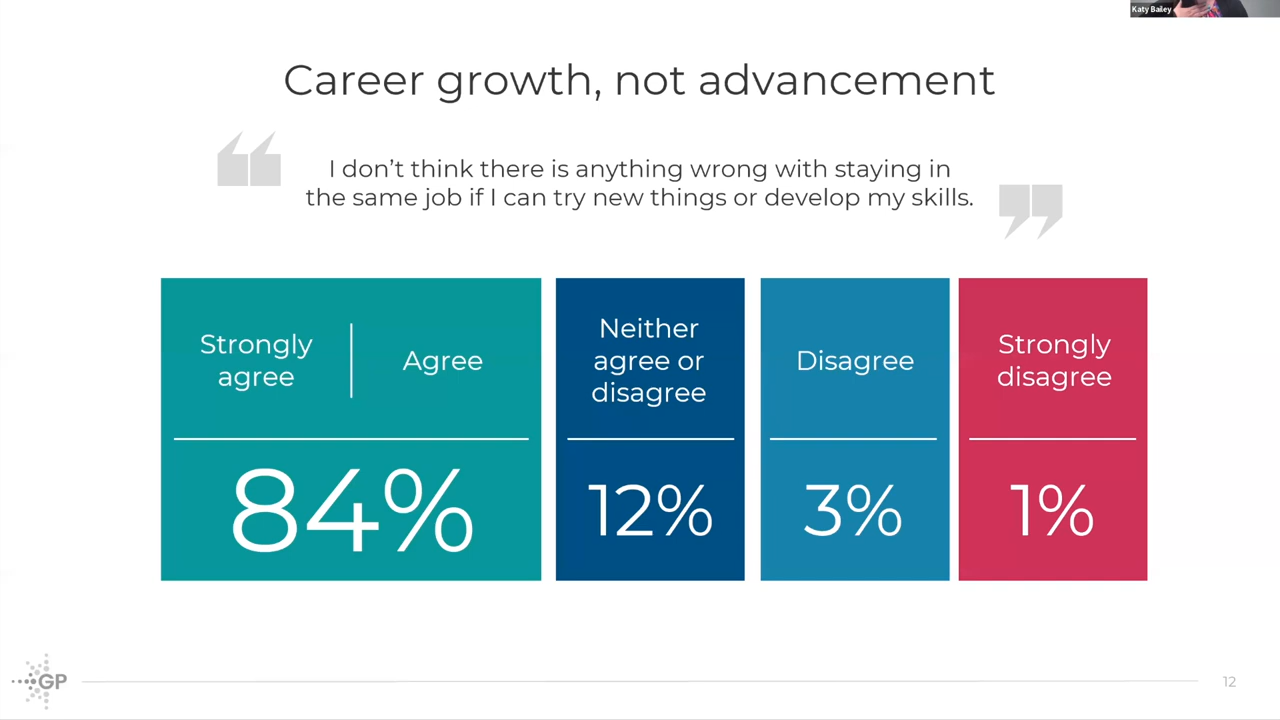 Katy Bailey
Career growth, not advancement
I don’t think there is anything wrong with staying in
the same job if I can try new things or develop my skills.
Strongly
agree
Agree
84%
Neither
agree or
disagree
12%
Disagree
3%
Strongly
disagree
1%
GP
12